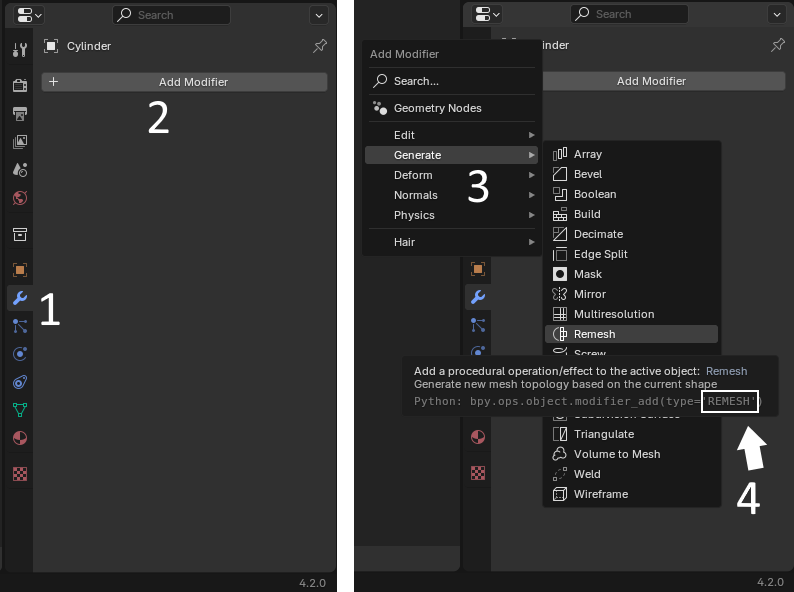 Search
Cylinder
+ Add Modifier
2
1
4.2.0
Search
inder
Add Modifier
Add Modifier
Search...
Geometry Nodes
Edit
Generate
Deform
Normals
Physics
Hair
3
Array
Bevel
Boolean
Build
Decimate
Edge Split
Mask
Mirror
Multiresolution
Remesh
Screw
Add a procedural operation/effect to the active object: Remesh
Generate new mesh topology based on the current shape
Python: bpy.ops.object.modifier_add(type='REMESH')
Subdivision Surface
Triangulate
Volume to Mesh
Weld
Wireframe
4
4.2.0